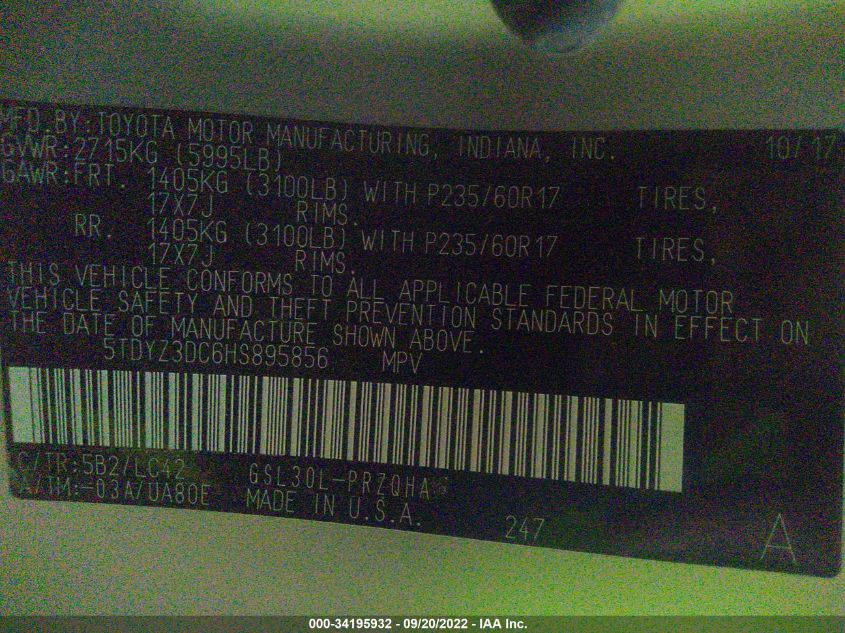 MFD.BY:TOYOTA MOTOR MANUFACTURING, INDIANA, INC. 10/17
GVWR:2715KG (5995LB)
GAWR:FRT. 1405KG (3100LB) WITH P235/60R17 TIRES,
17X7J RIMS.
RR. 1405KG (3100LB) WITH P235/60R17 TIRES,
17X7J RIMS.
THIS VEHICLE CONFORMS TO ALL APPLICABLE FEDERAL MOTOR
VEHICLE SAFETY AND THEFT PREVENTION STANDARDS IN EFFECT ON
THE DATE OF MANUFACTURE SHOWN ABOVE.
5TDYZ3DC6HS895856 MPV
C/TR:5B2/LC42 GSL30L-PRZQHA
A/TM:-03A/UA80E MADE IN U.S.A. 247 A
000-34195932 - 09/20/2022 - IAA Inc.